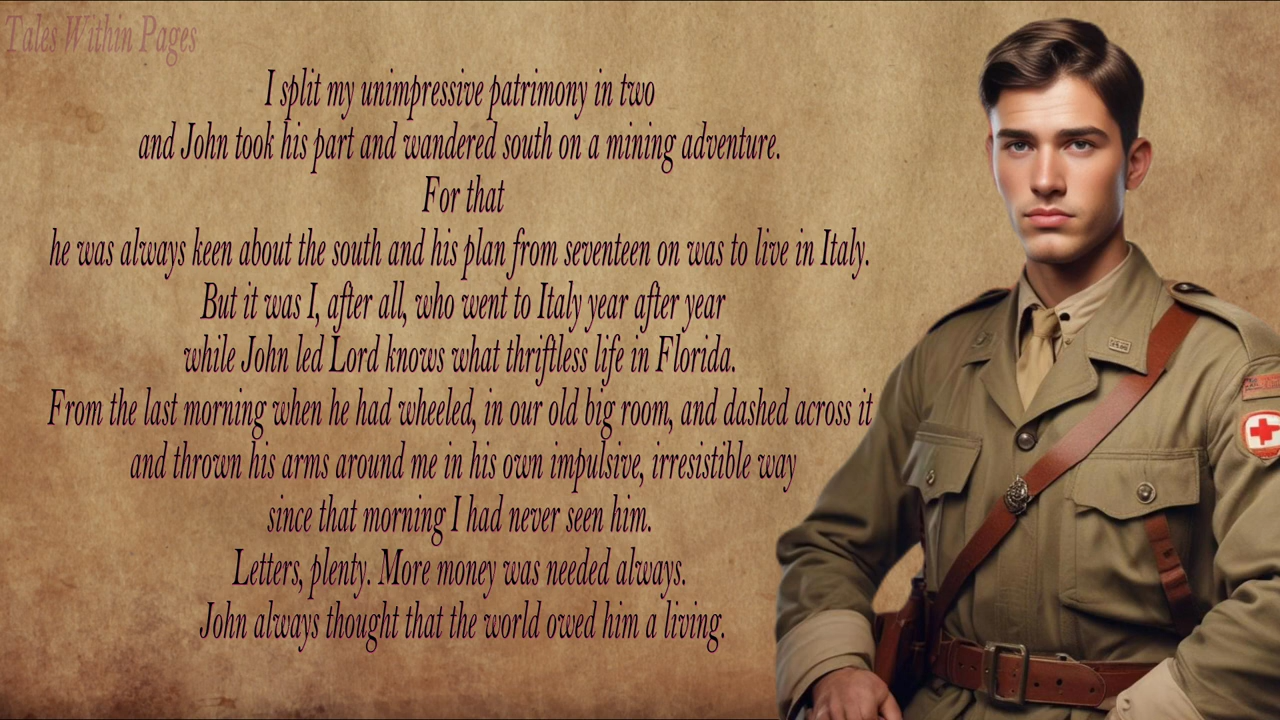 Tales Within Pages
I split my unimpressive patrimony in two
and John took his part and wandered south on a mining adventure.
For that
he was always keen about the south and his plan from seventeen on was to live in Italy.
But it was I, after all, who went to Italy year after year
while John led Lord knows what thriftless life in Florida.
From the last morning when he had wheeled, in our old big room, and dashed across it
and thrown his arms around me in his own impulsive, irresistible way
since that morning I had never seen him.
Letters, plenty. More money was needed always.
John always thought that the world owed him a living.